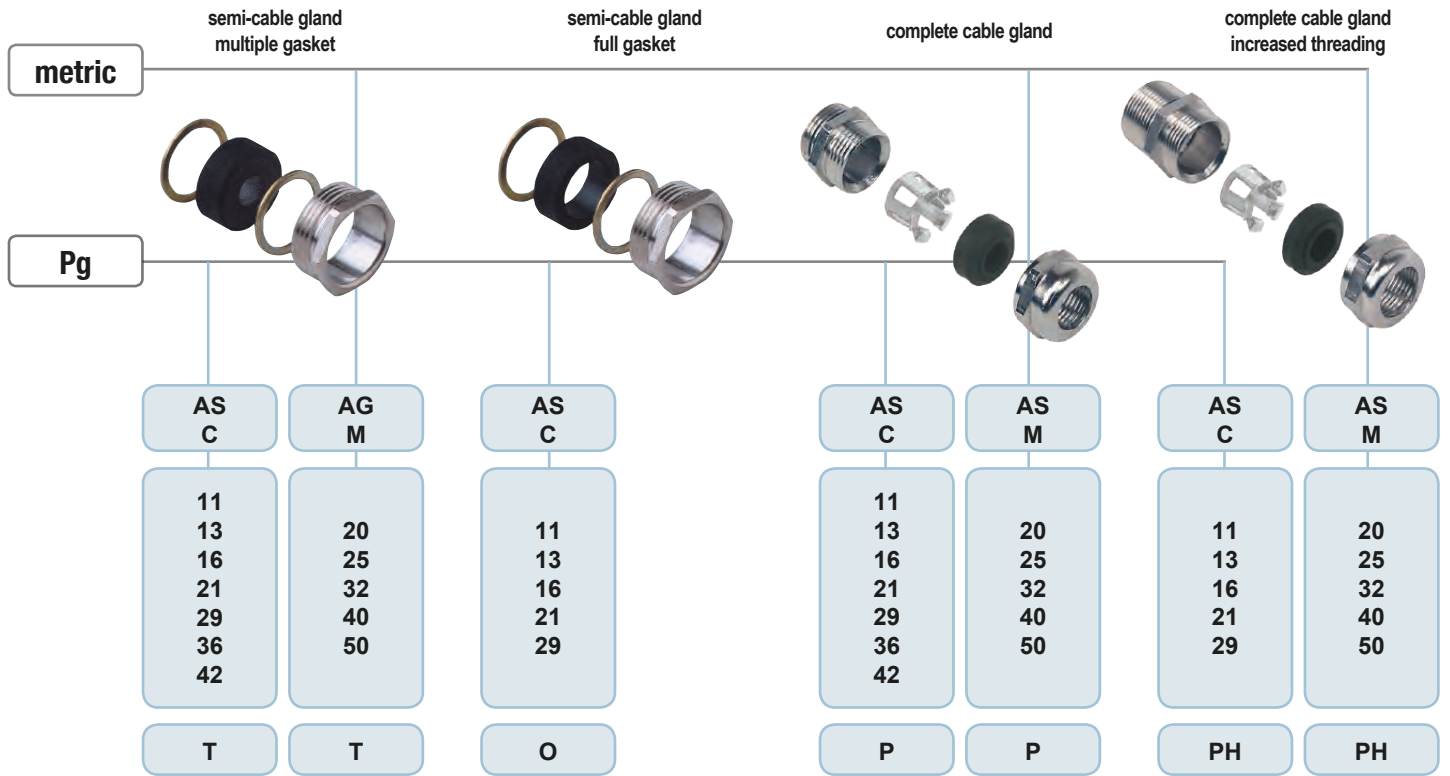 semi-cable gland
multiple gasket
semi-cable gland
full gasket
complete cable gland
complete cable gland
increased threading
metric
Pg
AS
C
AG
M
AS
C
AS
C
AS
M
AS
C
AS
M
11
13
16
21
29
36
42
20
25
32
40
50
11
13
16
21
29
11
13
16
21
29
36
42
20
25
32
40
50
11
13
16
21
29
20
25
32
40
50
T
T
O
P
P
PH
PH